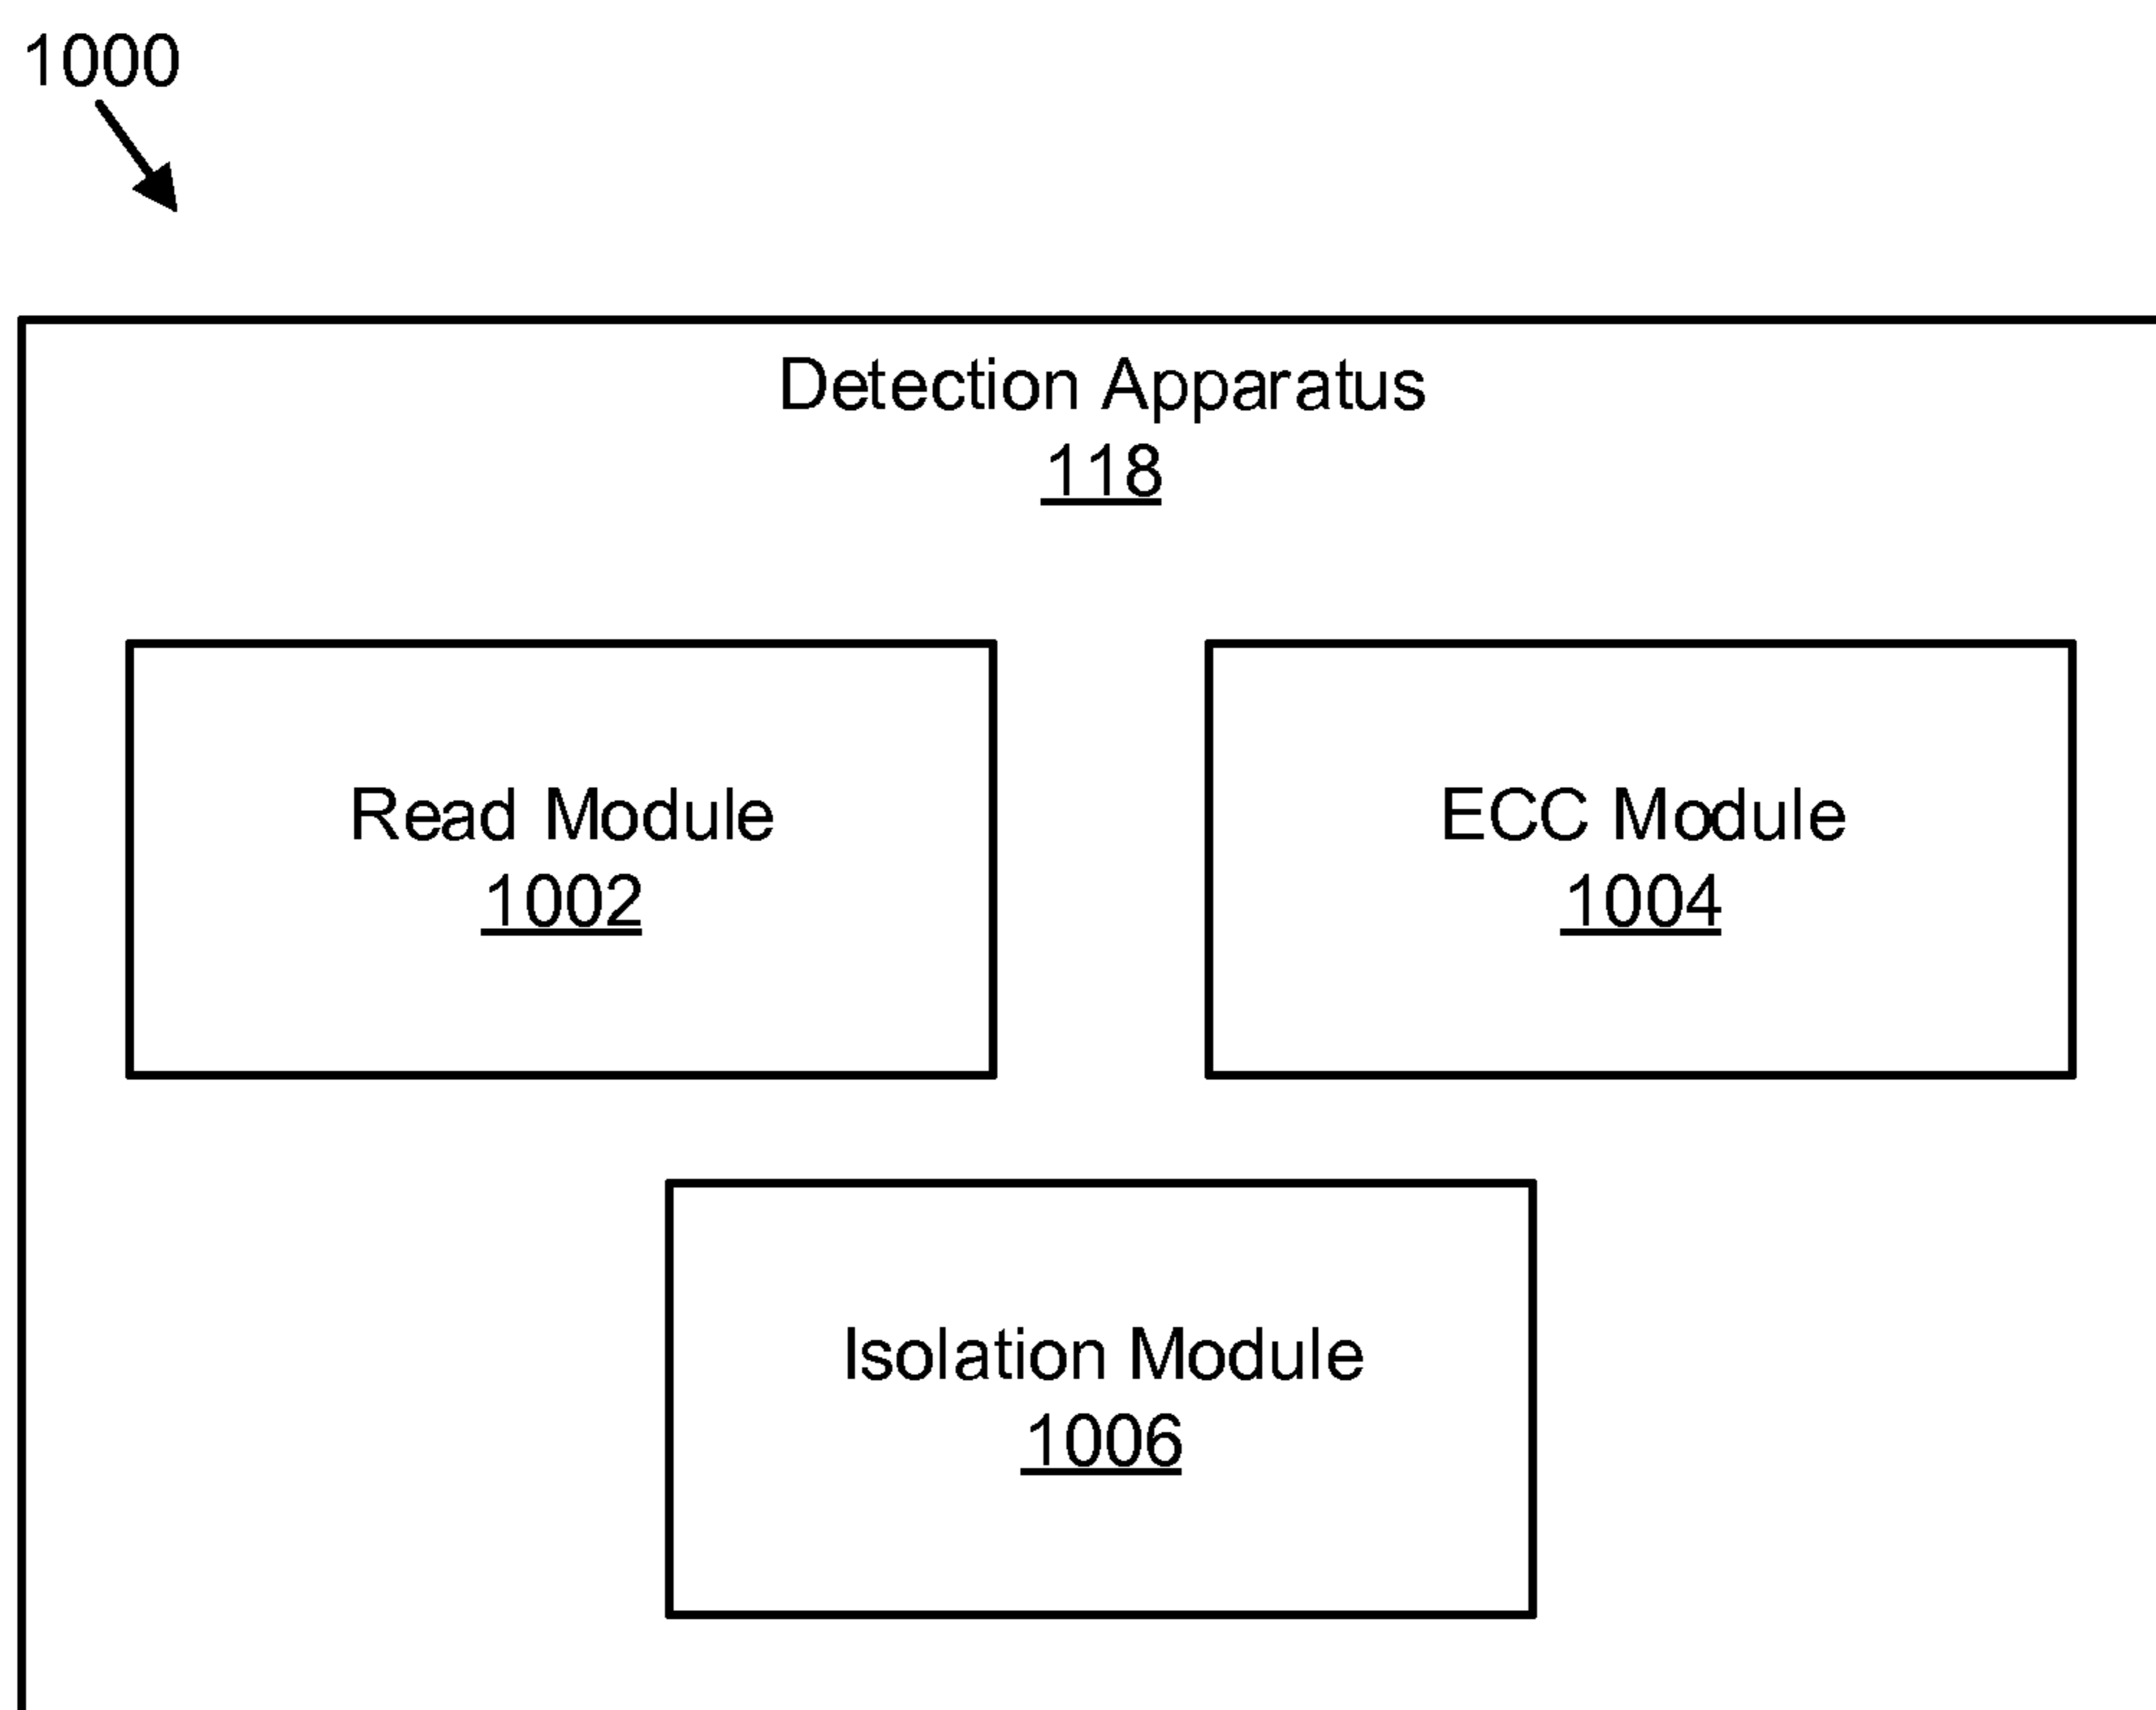 1000
Detection Apparatus
118
Read Module
1002
ECC Module
1004
Isolation Module
1006